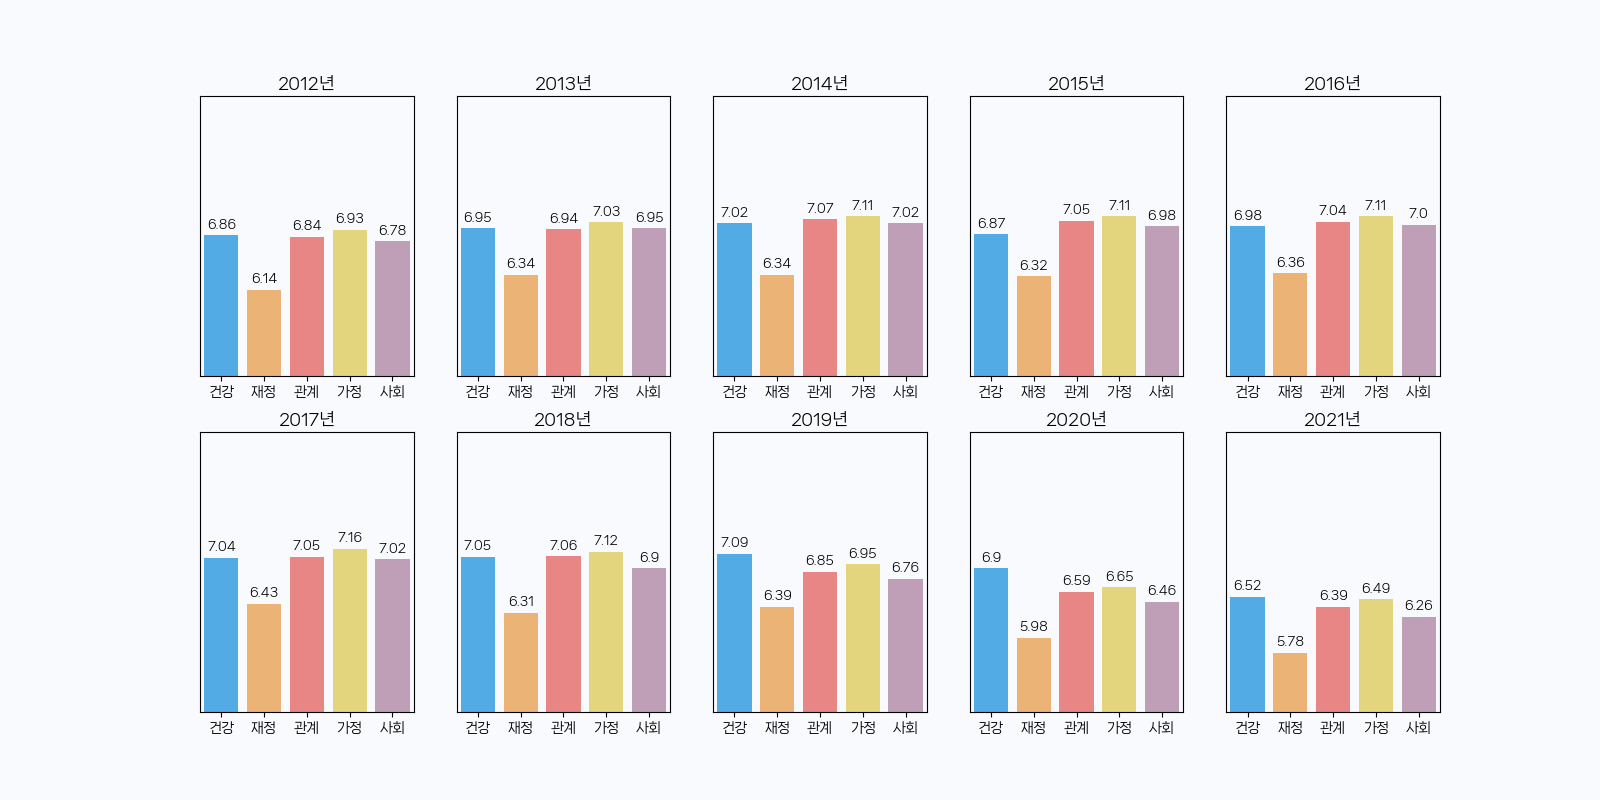 2012년 2013년 2014년 2015년 2016년
6.86 6.14 6.84 6.93 6.78 6.95 6.34 6.94 7.03 6.95 7.02 6.34 7.07 7.11 7.02 6.87 6.32 7.05 7.11 6.98 6.98 6.36 7.04 7.11 7.0
건강 재정 관계 가정 사회 건강 재정 관계 가정 사회 건강 재정 관계 가정 사회 건강 재정 관계 가정 사회 건강 재정 관계 가정 사회
2017년 2018년 2019년 2020년 2021년
7.04 6.43 7.05 7.16 7.02 7.05 6.31 7.06 7.12 6.9 7.09 6.39 6.85 6.95 6.76 6.9 5.98 6.59 6.65 6.46 6.52 5.78 6.39 6.49 6.26
건강 재정 관계 가정 사회 건강 재정 관계 가정 사회 건강 재정 관계 가정 사회 건강 재정 관계 가정 사회 건강 재정 관계 가정 사회